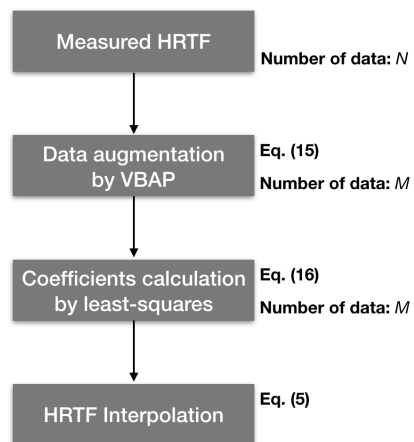 Measured HRTF
Number of data: N
Data augmentation
by VBAP
Eq. (15)
Number of data: M
Coefficients calculation
by least-squares
Eq. (16)
Number of data: M
HRTF Interpolation
Eq. (5)